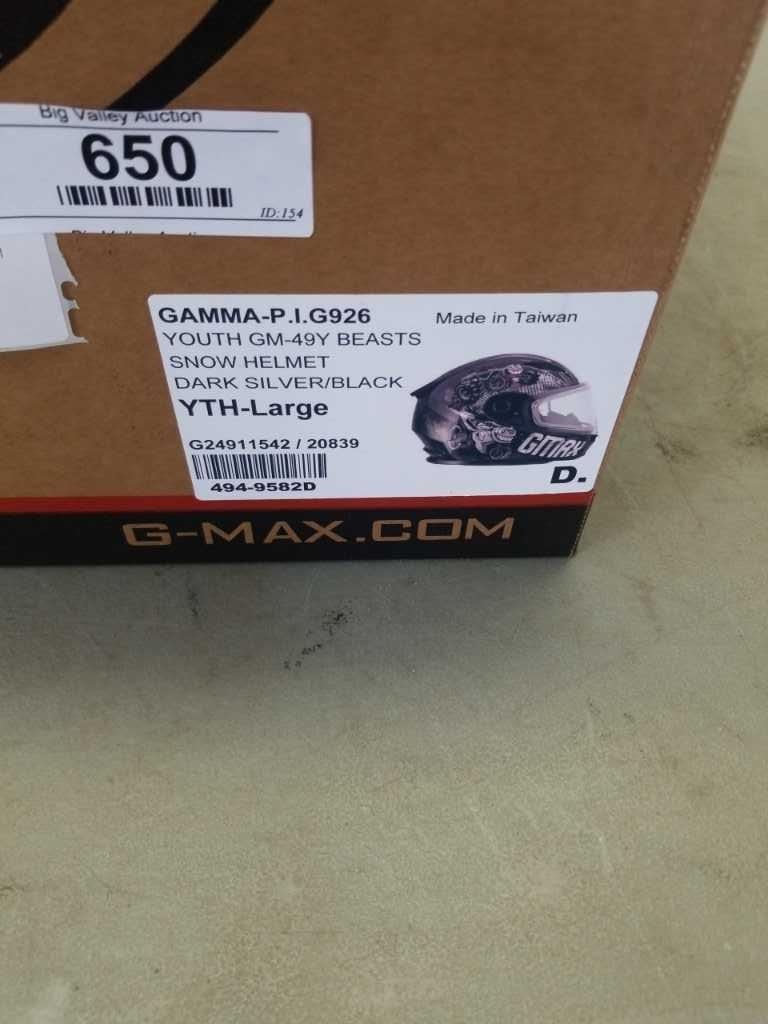 Big Valley Auction
650
ID:154
GAMMA-P.I.G926
Made in Taiwan
YOUTH GM-49Y BEASTS
SNOW HELMET
DARK SILVER/BLACK
YTH-Large
GMAX
G24911542 / 20839
494-9582D
D.
G-MAX.COM